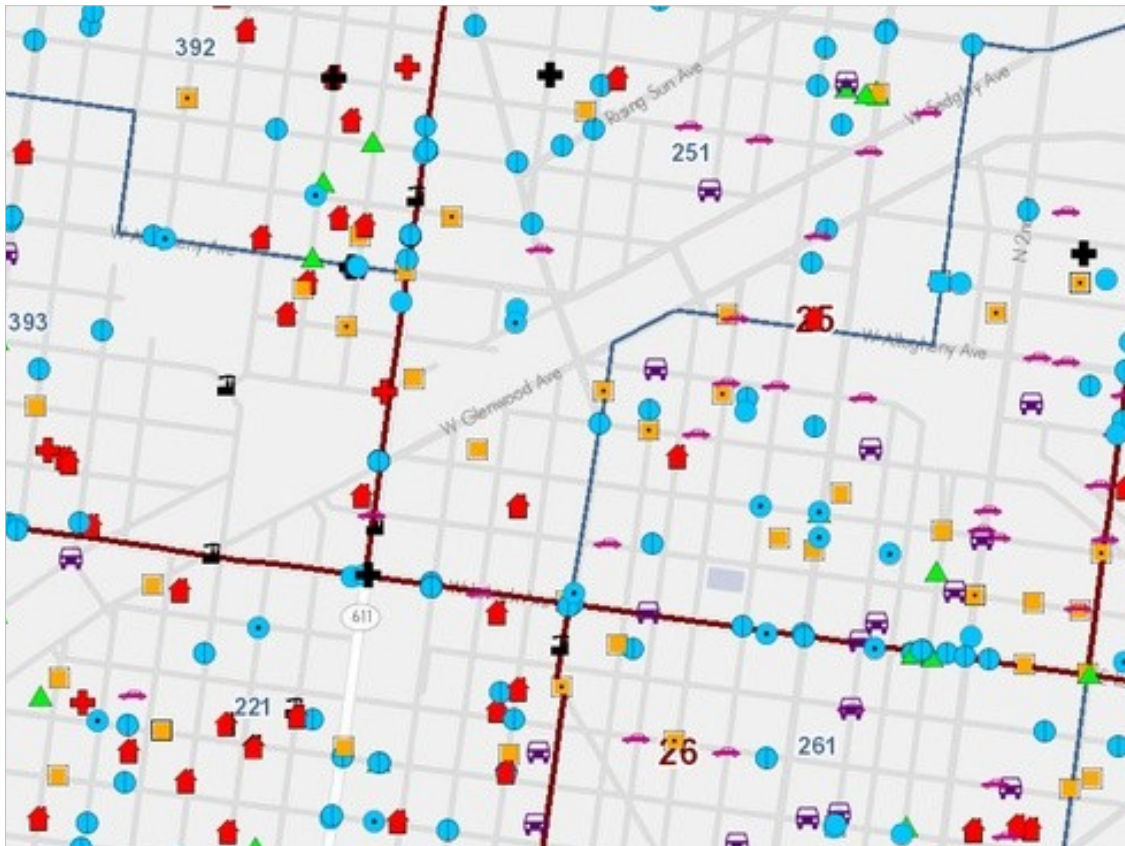 392
Rising Sun Ave
W Sedgley Ave
251
W Allegheny Ave
N 2nd
393
25
W Allegheny Ave
W Glenwood Ave
611
221
26
261